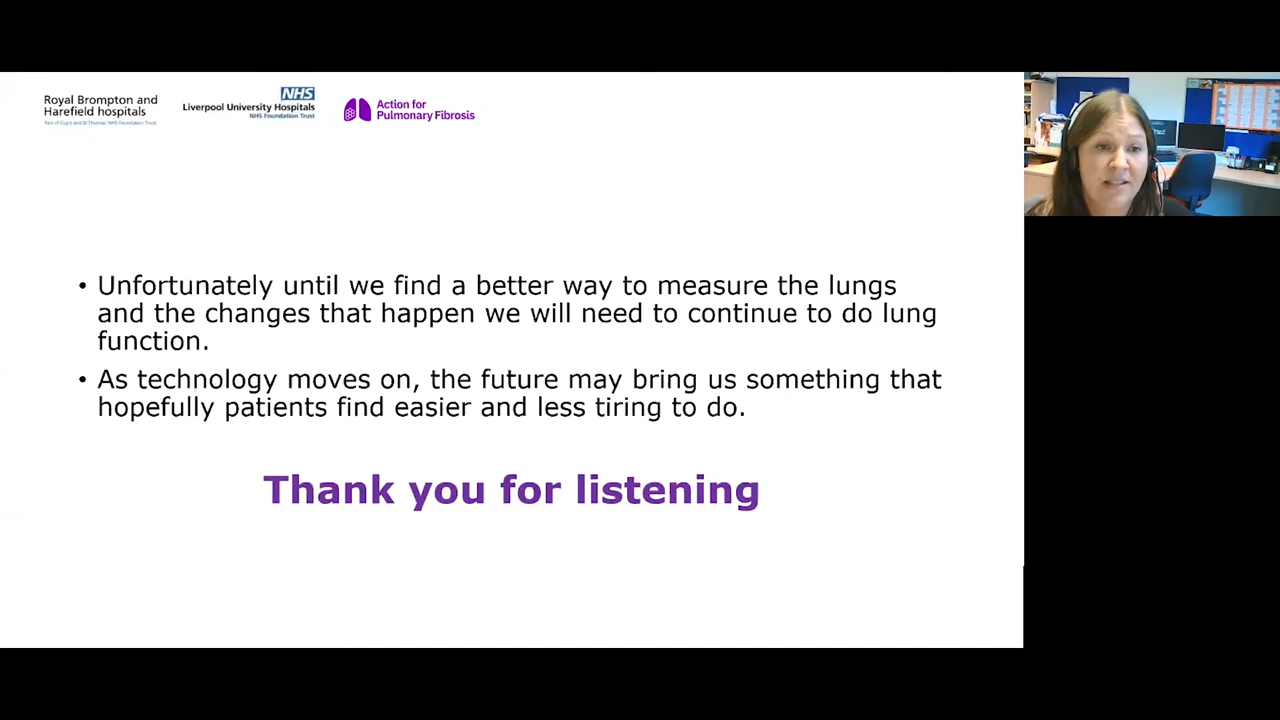 Royal Brompton and
Harefield hospitals
Part of Guy's and St Thomas' NHS Foundation Trust
NHS
Liverpool University Hospitals
NHS Foundation Trust
Action for
Pulmonary Fibrosis
• Unfortunately until we find a better way to measure the lungs
and the changes that happen we will need to continue to do lung
function.
• As technology moves on, the future may bring us something that
hopefully patients find easier and less tiring to do.
Thank you for listening